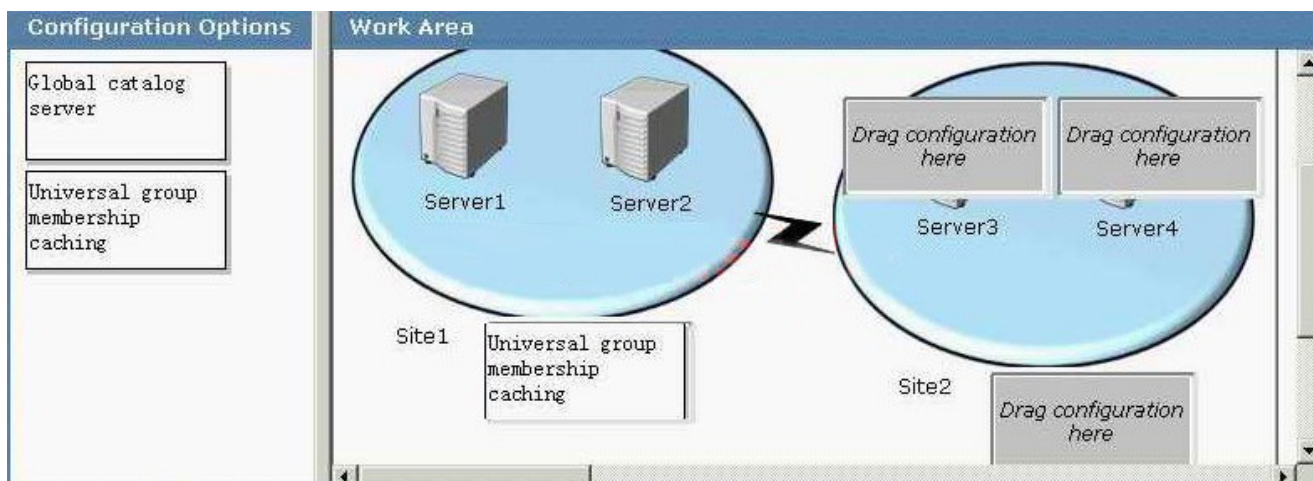 Configuration Options
Work Area
Global catalog
server
Universal group
membership
caching
Server1
Server2
Drag configuration
here
Drag configuration
here
Server3
Server4
Site1
Universal group
membership
caching
Site2
Drag configuration
here